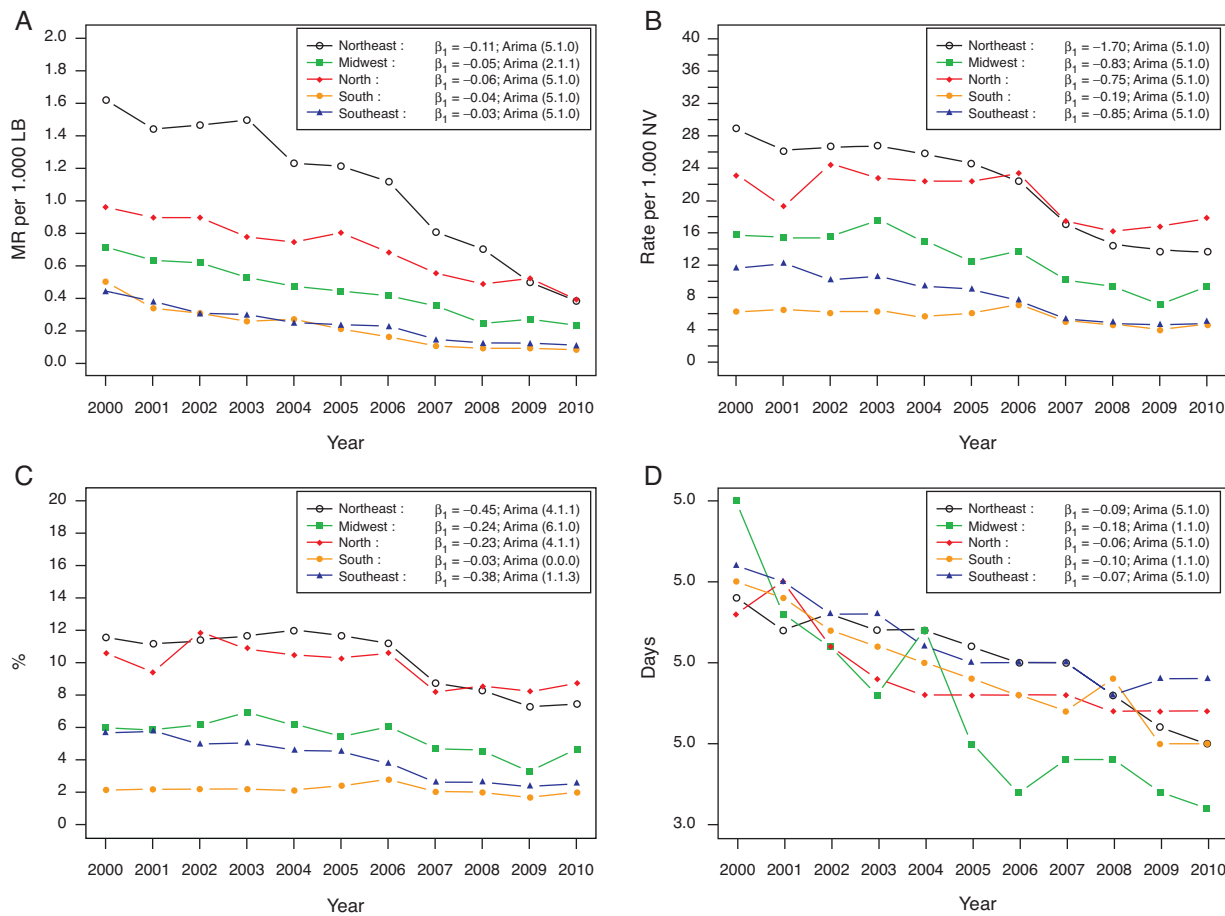 A
MR per 1.000 LB
2.0
1.8
1.6
1.4
1.2
1.0
0.8
0.6
0.4
0.2
0.0
Northeast : β1 = –0.11; Arima (5.1.0)
Midwest : β1 = –0.05; Arima (2.1.1)
North : β1 = –0.06; Arima (5.1.0)
South : β1 = –0.04; Arima (5.1.0)
Southeast : β1 = –0.03; Arima (5.1.0)
2000 2001 2002 2003 2004 2005 2006 2007 2008 2009 2010
Year
B
Rate per 1.000 NV
40
36
32
28
24
20
16
12
8
4
0
Northeast : β1 = –1.70; Arima (5.1.0)
Midwest : β1 = –0.83; Arima (5.1.0)
North : β1 = –0.75; Arima (5.1.0)
South : β1 = –0.19; Arima (5.1.0)
Southeast : β1 = –0.85; Arima (5.1.0)
2000 2001 2002 2003 2004 2005 2006 2007 2008 2009 2010
Year
C
%
20
18
16
14
12
10
8
6
4
2
0
Northeast : β1 = –0.45; Arima (4.1.1)
Midwest : β1 = –0.24; Arima (6.1.0)
North : β1 = –0.23; Arima (4.1.1)
South : β1 = –0.03; Arima (0.0.0)
Southeast : β1 = –0.38; Arima (1.1.3)
2000 2001 2002 2003 2004 2005 2006 2007 2008 2009 2010
Year
D
Days
5.0
5.0
5.0
5.0
3.0
Northeast : β1 = –0.09; Arima (5.1.0)
Midwest : β1 = –0.18; Arima (1.1.0)
North : β1 = –0.06; Arima (5.1.0)
South : β1 = –0.10; Arima (1.1.0)
Southeast : β1 = –0.07; Arima (5.1.0)
2000 2001 2002 2003 2004 2005 2006 2007 2008 2009 2010
Year